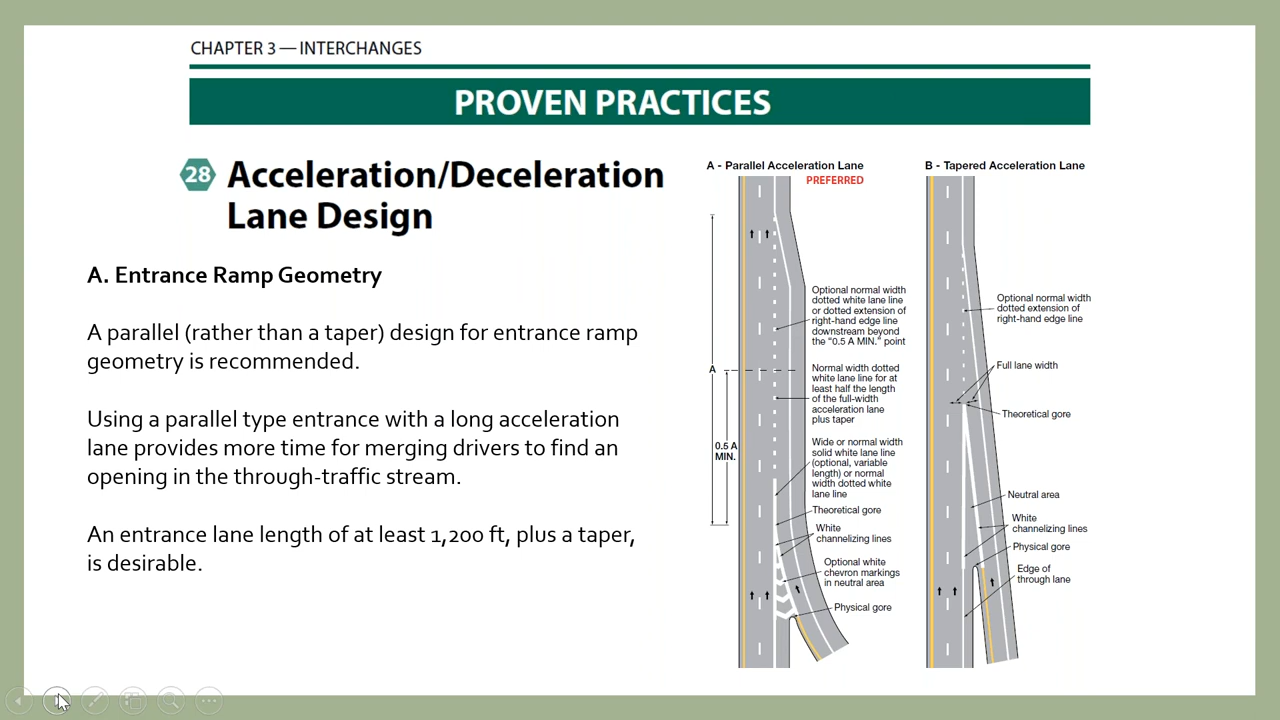 CHAPTER 3 — INTERCHANGES
PROVEN PRACTICES
28
Acceleration/Deceleration
Lane Design
A. Entrance Ramp Geometry
A parallel (rather than a taper) design for entrance ramp
geometry is recommended.
Using a parallel type entrance with a long acceleration
lane provides more time for merging drivers to find an
opening in the through-traffic stream.
An entrance lane length of at least 1,200 ft, plus a taper,
is desirable.
A - Parallel Acceleration Lane
PREFERRED
Optional normal width
dotted white lane line
or dotted extension of
right-hand edge line
downstream beyond
the "0.5 A MIN." point
A
Normal width dotted
white lane line for at
least half the length
of the full-width
acceleration lane
plus taper
0.5 A
MIN.
Wide or normal width
solid white lane line
(optional, variable
length) or normal
width dotted white
lane line
Theoretical gore
White
channelizing lines
Optional white
chevron markings
in neutral area
Physical gore
B - Tapered Acceleration Lane
Optional normal width
dotted extension of
right-hand edge line
Full lane width
Theoretical gore
Neutral area
White
channelizing lines
Physical gore
Edge of
through lane